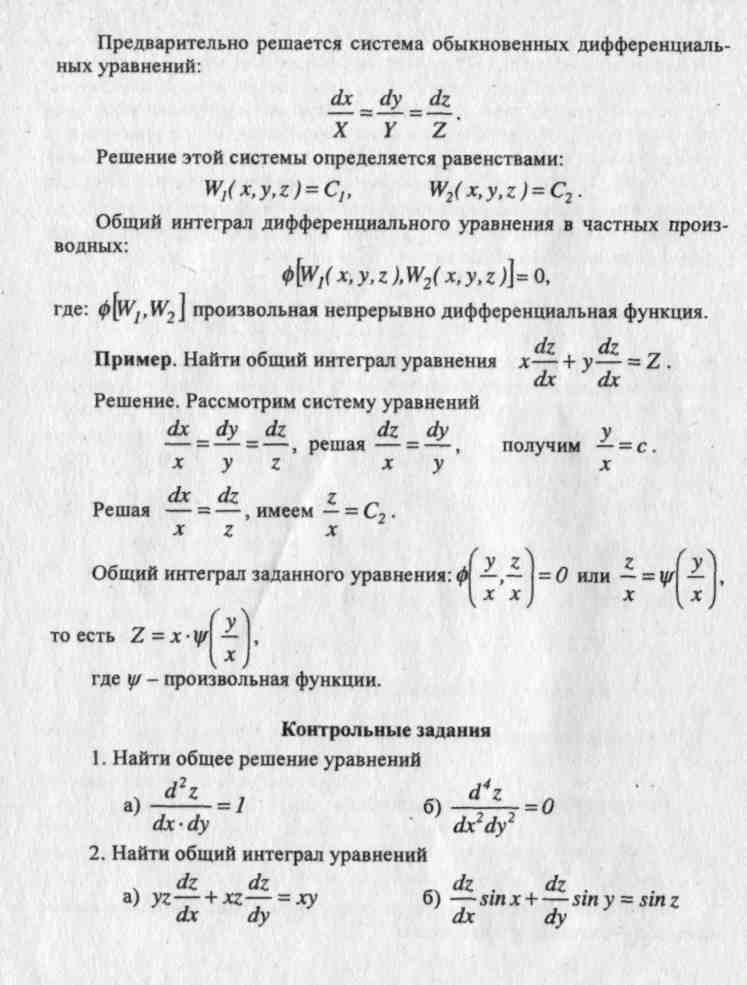 Предварительно решается система обыкновенных дифференциаль-
ных уравнений:
dx/X = dy/Y = dz/Z.
Решение этой системы определяется равенствами:
W₁(x,y,z)=C₁, W₂(x,y,z)=C₂.
Общий интеграл дифференциального уравнения в частных произ-
водных:
ϕ[W₁(x,y,z),W₂(x,y,z)]=0,
где: ϕ[W₁,W₂] произвольная непрерывно дифференциальная функция.
Пример. Найти общий интеграл уравнения x dz/dx + y dz/dx = Z.
Решение. Рассмотрим систему уравнений
dx/x = dy/y = dz/z, решая dz/x = dy/y, получим y/x = c.
Решая dx/x = dz/z, имеем z/x = C₂.
Общий интеграл заданного уравнения: ϕ(y/x, z/x)=0 или z/x = ψ(y/x),
то есть Z = x·ψ(y/x),
где ψ – произвольная функции.
Контрольные задания
1. Найти общее решение уравнений
а) d²z/dx·dy = 1 б) d⁴z/dx²dy² = 0
2. Найти общий интеграл уравнений
а) yz dz/dx + xz dz/dy = xy б) dz/dx sin x + dz/dy sin y = sin z